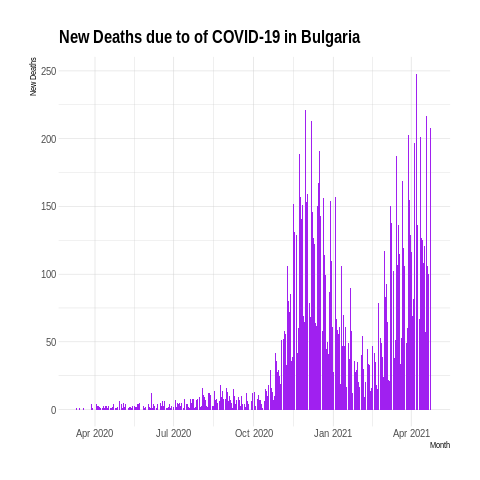 New Deaths due to of COVID-19 in Bulgaria
New Deaths
250
200
150
100
50
0
Apr 2020 Jul 2020 Oct 2020 Jan 2021 Apr 2021
Month